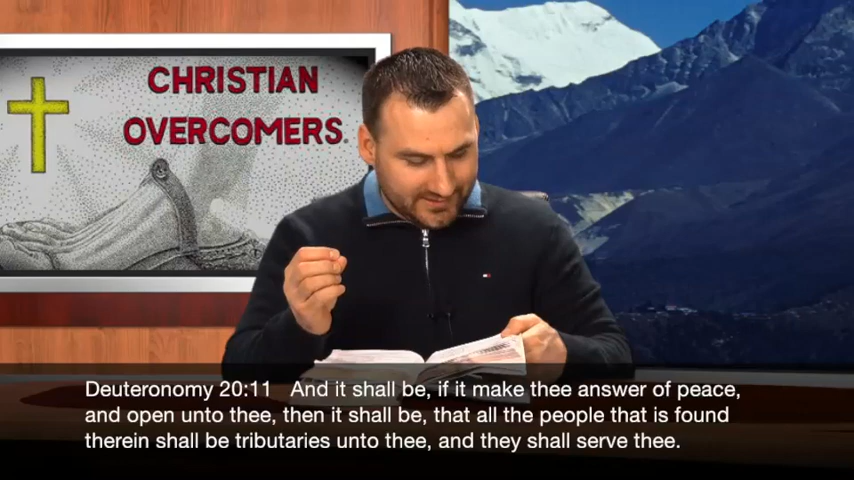 CHRISTIAN
OVERCOMERS®
Deuteronomy 20:11 And it shall be, if it make thee answer of peace,
and open unto thee, then it shall be, that all the people that is found
therein shall be tributaries unto thee, and they shall serve thee.